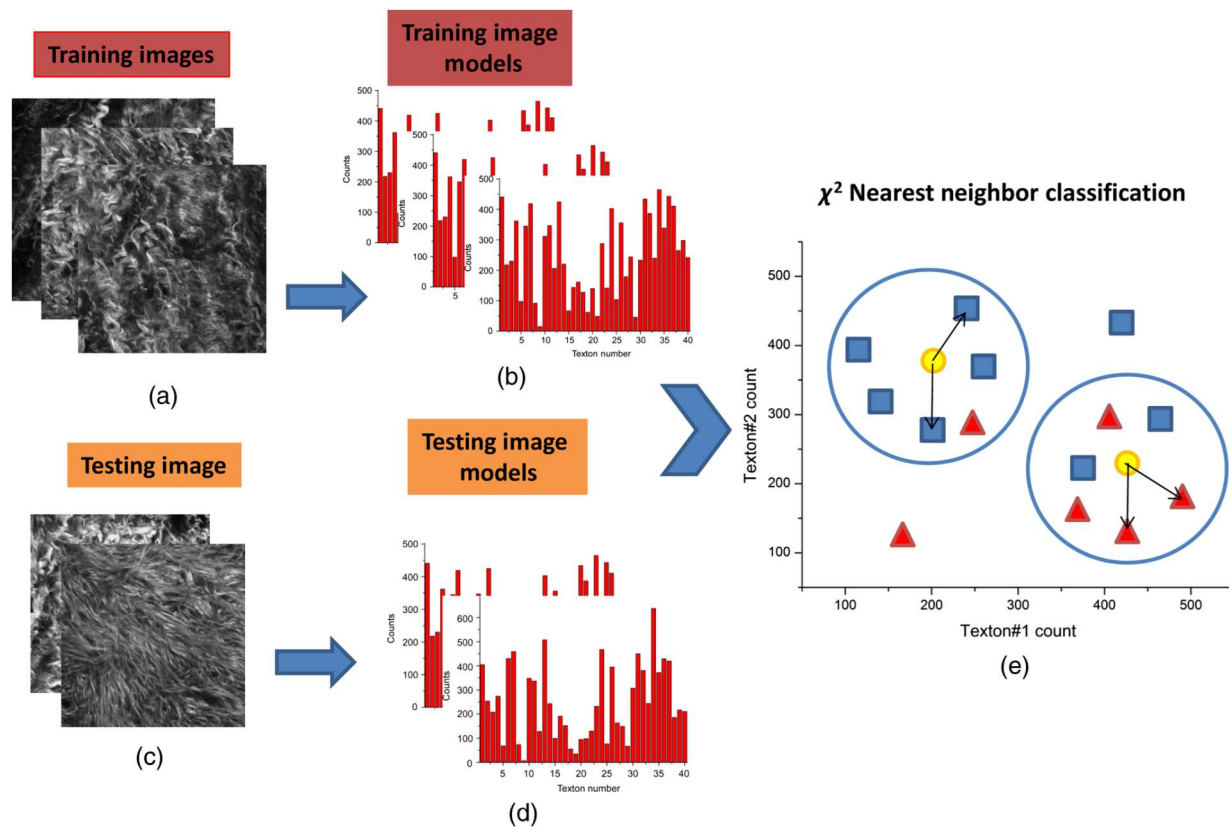 Training images
Training image
models
500
400
300
200
100
0
Counts
500
400
300
200
100
0
5
Counts
500
400
300
200
100
0
Counts
5
10
15
20
25
30
35
40
Texton number
(a)
(b)
Testing image
Testing image
models
500
400
300
200
100
0
Counts
600
500
400
300
200
100
0
Counts
5
10
15
20
25
30
35
40
Texton number
(c)
(d)
χ² Nearest neighbor classification
500
400
300
200
100
Texton#2 count
100
200
300
400
500
Texton#1 count
(e)